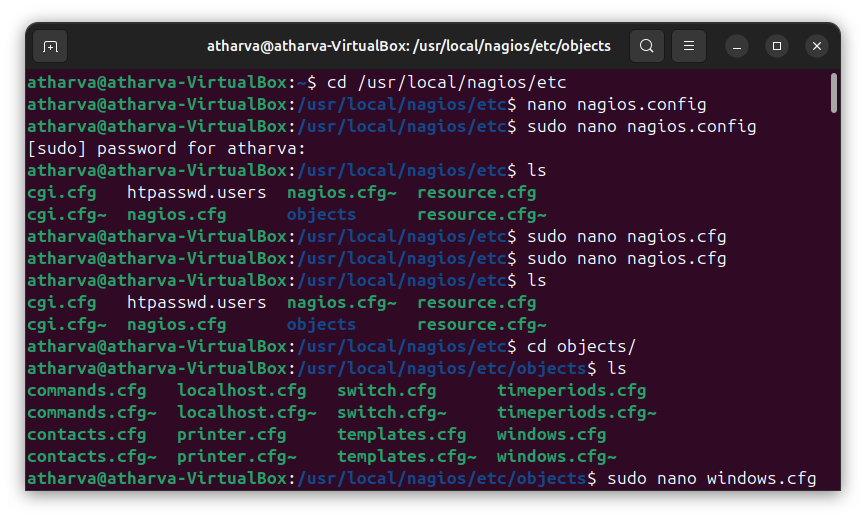 atharva@atharva-VirtualBox: /usr/local/nagios/etc/objects
atharva@atharva-VirtualBox:~$ cd /usr/local/nagios/etc
atharva@atharva-VirtualBox:/usr/local/nagios/etc$ nano nagios.config
atharva@atharva-VirtualBox:/usr/local/nagios/etc$ sudo nano nagios.config
[sudo] password for atharva:
atharva@atharva-VirtualBox:/usr/local/nagios/etc$ ls
cgi.cfg   htpasswd.users  nagios.cfg~  resource.cfg
cgi.cfg~  nagios.cfg      objects      resource.cfg~
atharva@atharva-VirtualBox:/usr/local/nagios/etc$ sudo nano nagios.cfg
atharva@atharva-VirtualBox:/usr/local/nagios/etc$ sudo nano nagios.cfg
atharva@atharva-VirtualBox:/usr/local/nagios/etc$ ls
cgi.cfg   htpasswd.users  nagios.cfg~  resource.cfg
cgi.cfg~  nagios.cfg      objects      resource.cfg~
atharva@atharva-VirtualBox:/usr/local/nagios/etc$ cd objects/
atharva@atharva-VirtualBox:/usr/local/nagios/etc/objects$ ls
commands.cfg   localhost.cfg   switch.cfg      timeperiods.cfg
commands.cfg~  localhost.cfg~  switch.cfg~     timeperiods.cfg~
contacts.cfg   printer.cfg     templates.cfg   windows.cfg
contacts.cfg~  printer.cfg~    templates.cfg~  windows.cfg~
atharva@atharva-VirtualBox:/usr/local/nagios/etc/objects$ sudo nano windows.cfg